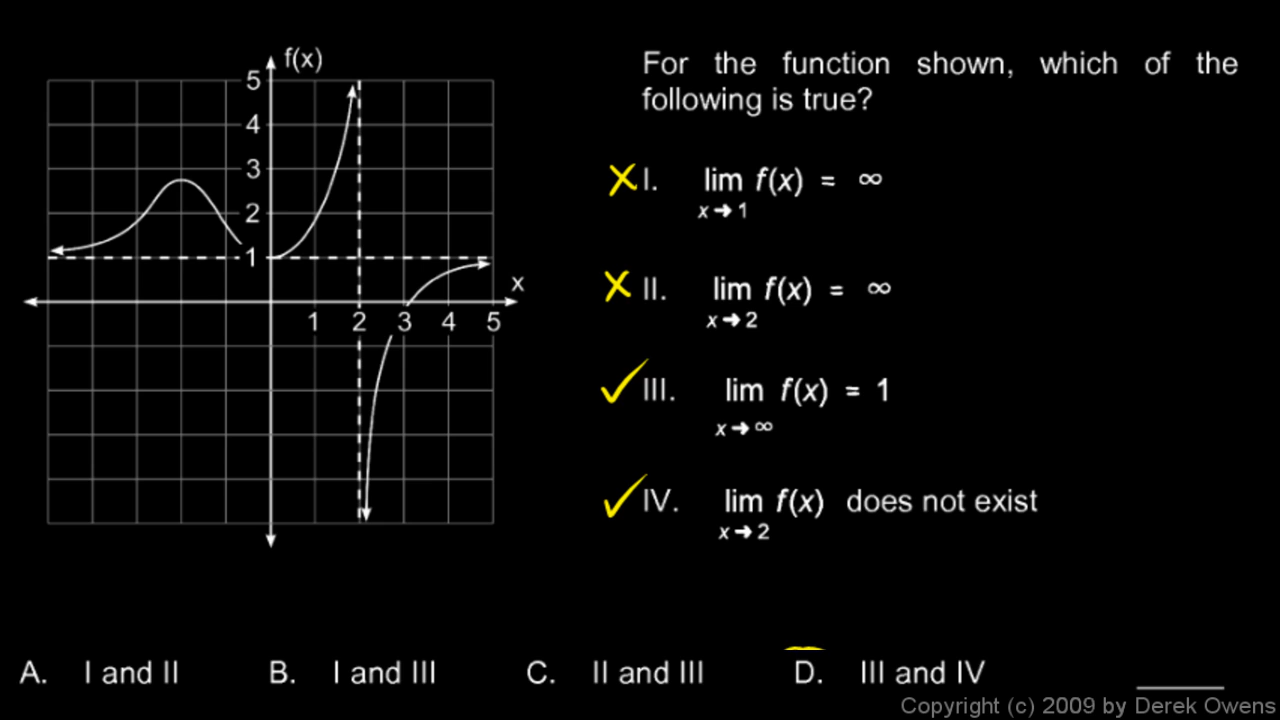 f(x)
5
4
3
2
1
x
1 2 3 4 5
For the function shown, which of the
following is true?
I. lim f(x) = ∞
x→1
II. lim f(x) = ∞
x→2
III. lim f(x) = 1
x→∞
IV. lim f(x) does not exist
x→2
A. I and II B. I and III C. II and III D. III and IV
Copyright (c) 2009 by Derek Owens